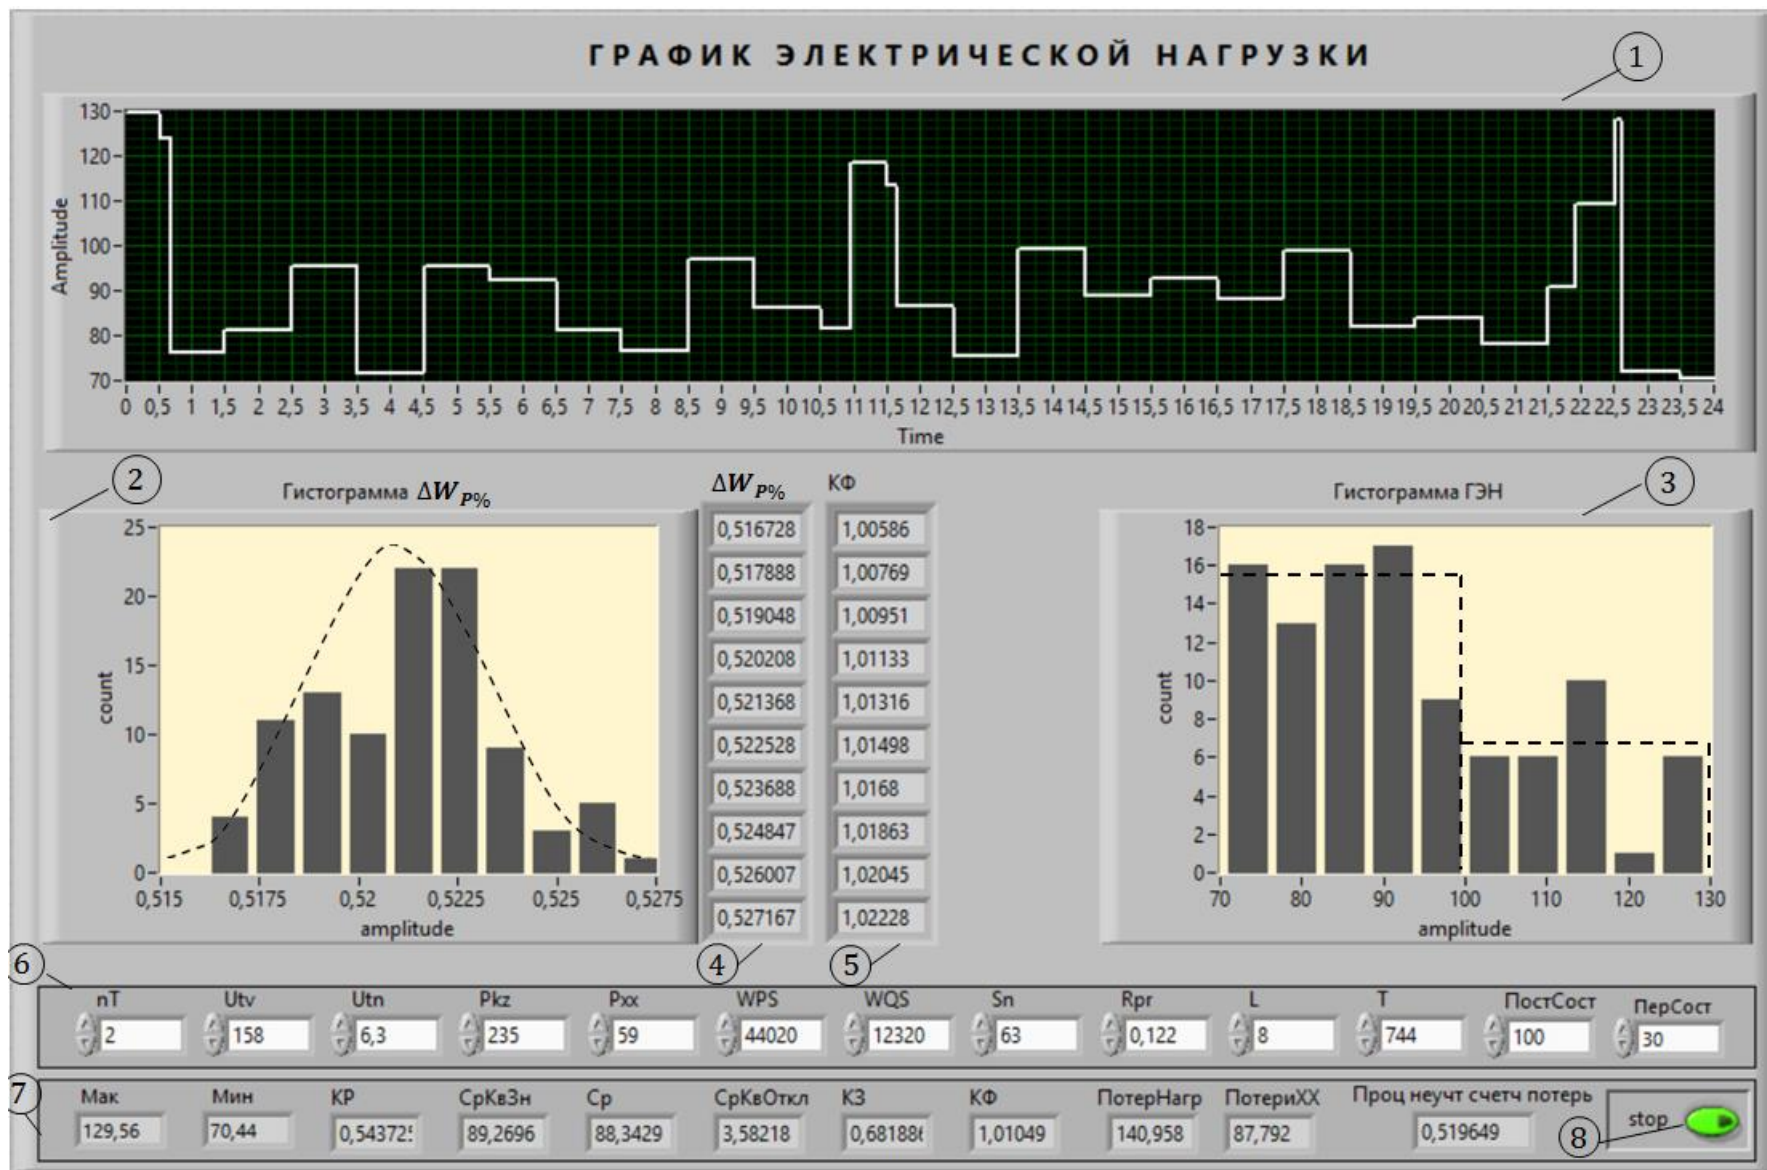 ГРАФИК ЭЛЕКТРИЧЕСКОЙ НАГРУЗКИ
1
Amplitude
130
120
110
100
90
80
70
0 0,5 1 1,5 2 2,5 3 3,5 4 4,5 5 5,5 6 6,5 7 7,5 8 8,5 9 9,5 10 10,5 11 11,5 12 12,5 13 13,5 14 14,5 15 15,5 16 16,5 17 17,5 18 18,5 19 19,5 20 20,5 21 21,5 22 22,5 23 23,5 24
Time
2
Гистограмма ΔW P%
count
25
20
15
10
5
0
0,515 0,5175 0,52 0,5225 0,525 0,5275
amplitude
ΔW P% КФ
0,516728 1,00586
0,517888 1,00769
0,519048 1,00951
0,520208 1,01133
0,521368 1,01316
0,522528 1,01498
0,523688 1,0168
0,524847 1,01863
0,526007 1,02045
0,527167 1,02228
4 5
3
Гистограмма ГЭН
count
18
16
14
12
10
8
6
4
2
0
70 80 90 100 110 120 130
amplitude
6
nT Utv Utn Pkz Pxx WPS WQS Sn Rpr L T ПостСост ПерСост
2 158 6,3 235 59 44020 12320 63 0,122 8 744 100 30
7
Мак Мин КР СрКвЗн Ср СрКвОткл КЗ КФ ПотерНагр ПотериХХ Проц неучт счетч потерь
129,56 70,44 0,54372 89,2696 88,3429 3,58218 0,68188 1,01049 140,958 87,792 0,519649
8
stop